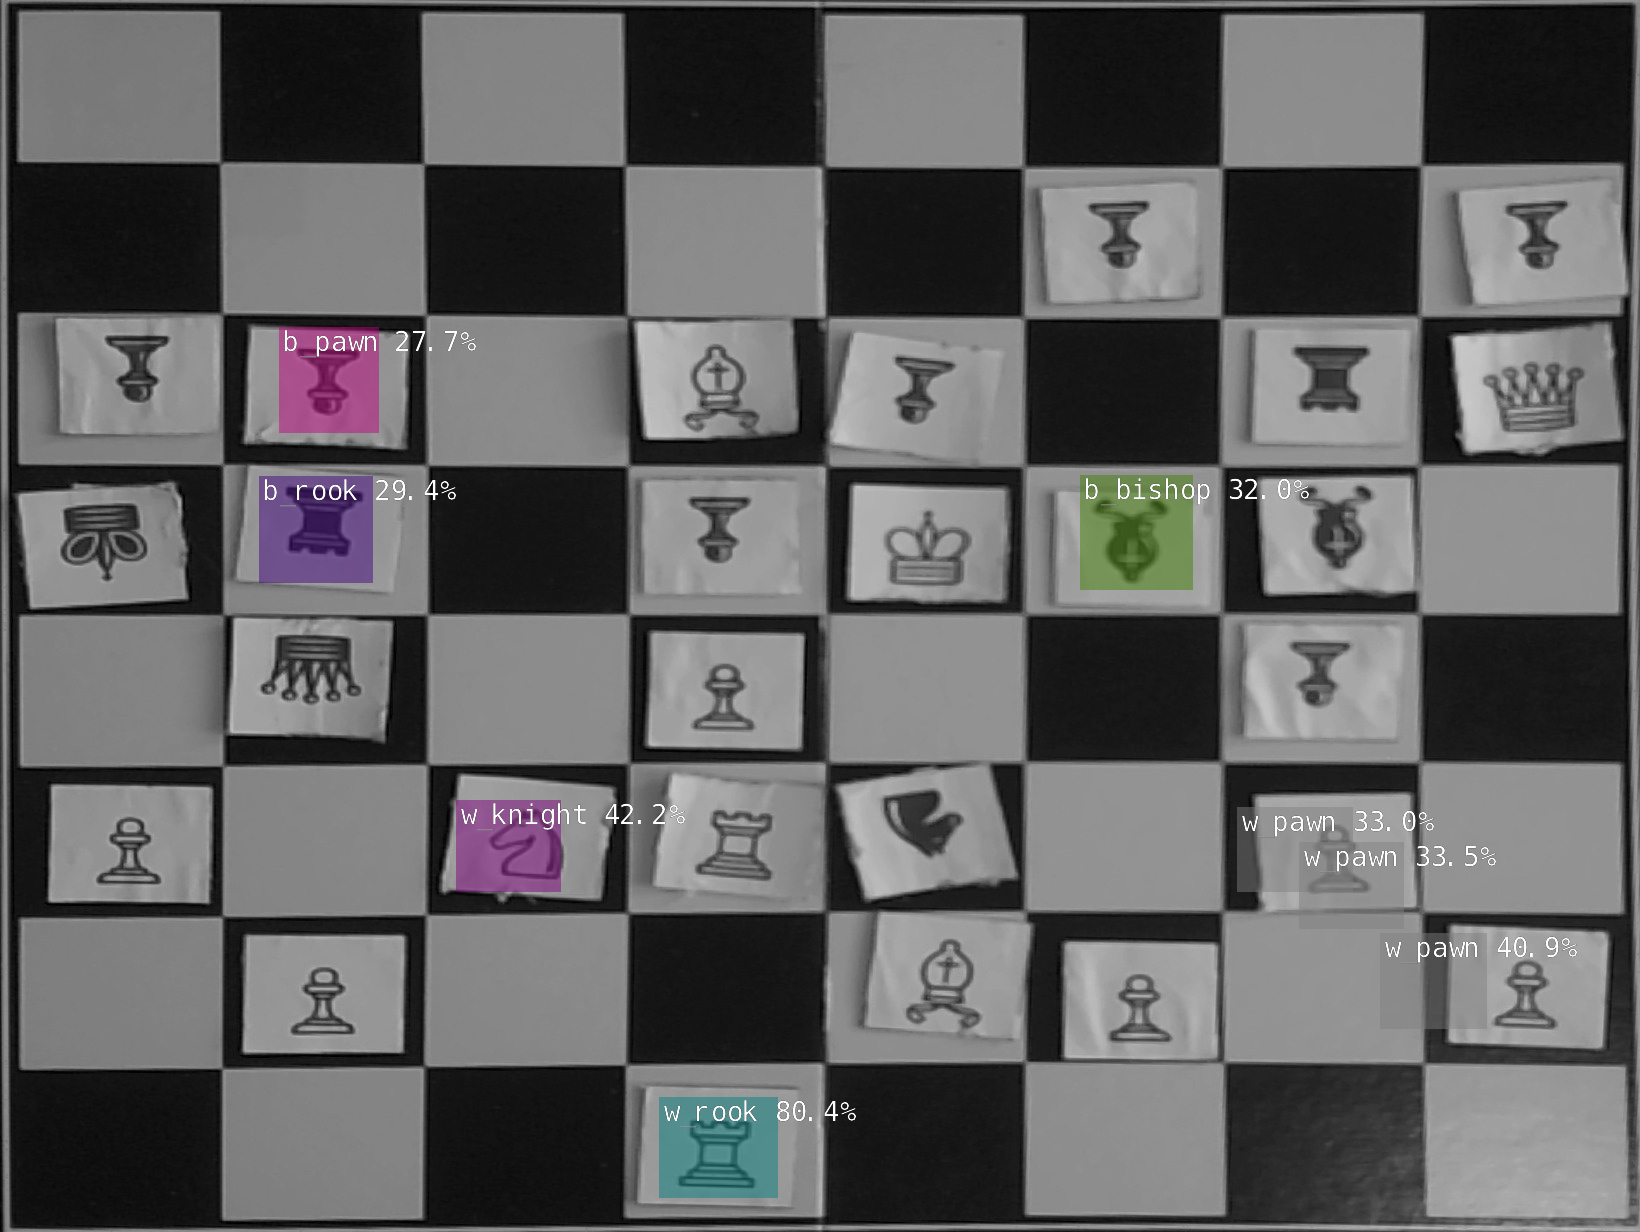 b_pawn 27.7%
b_rook 29.4%
b_bishop 32.0%
w_knight 42.2%
w_pawn 33.0%
w_pawn 33.5%
w_pawn 40.9%
w_rook 80.4%